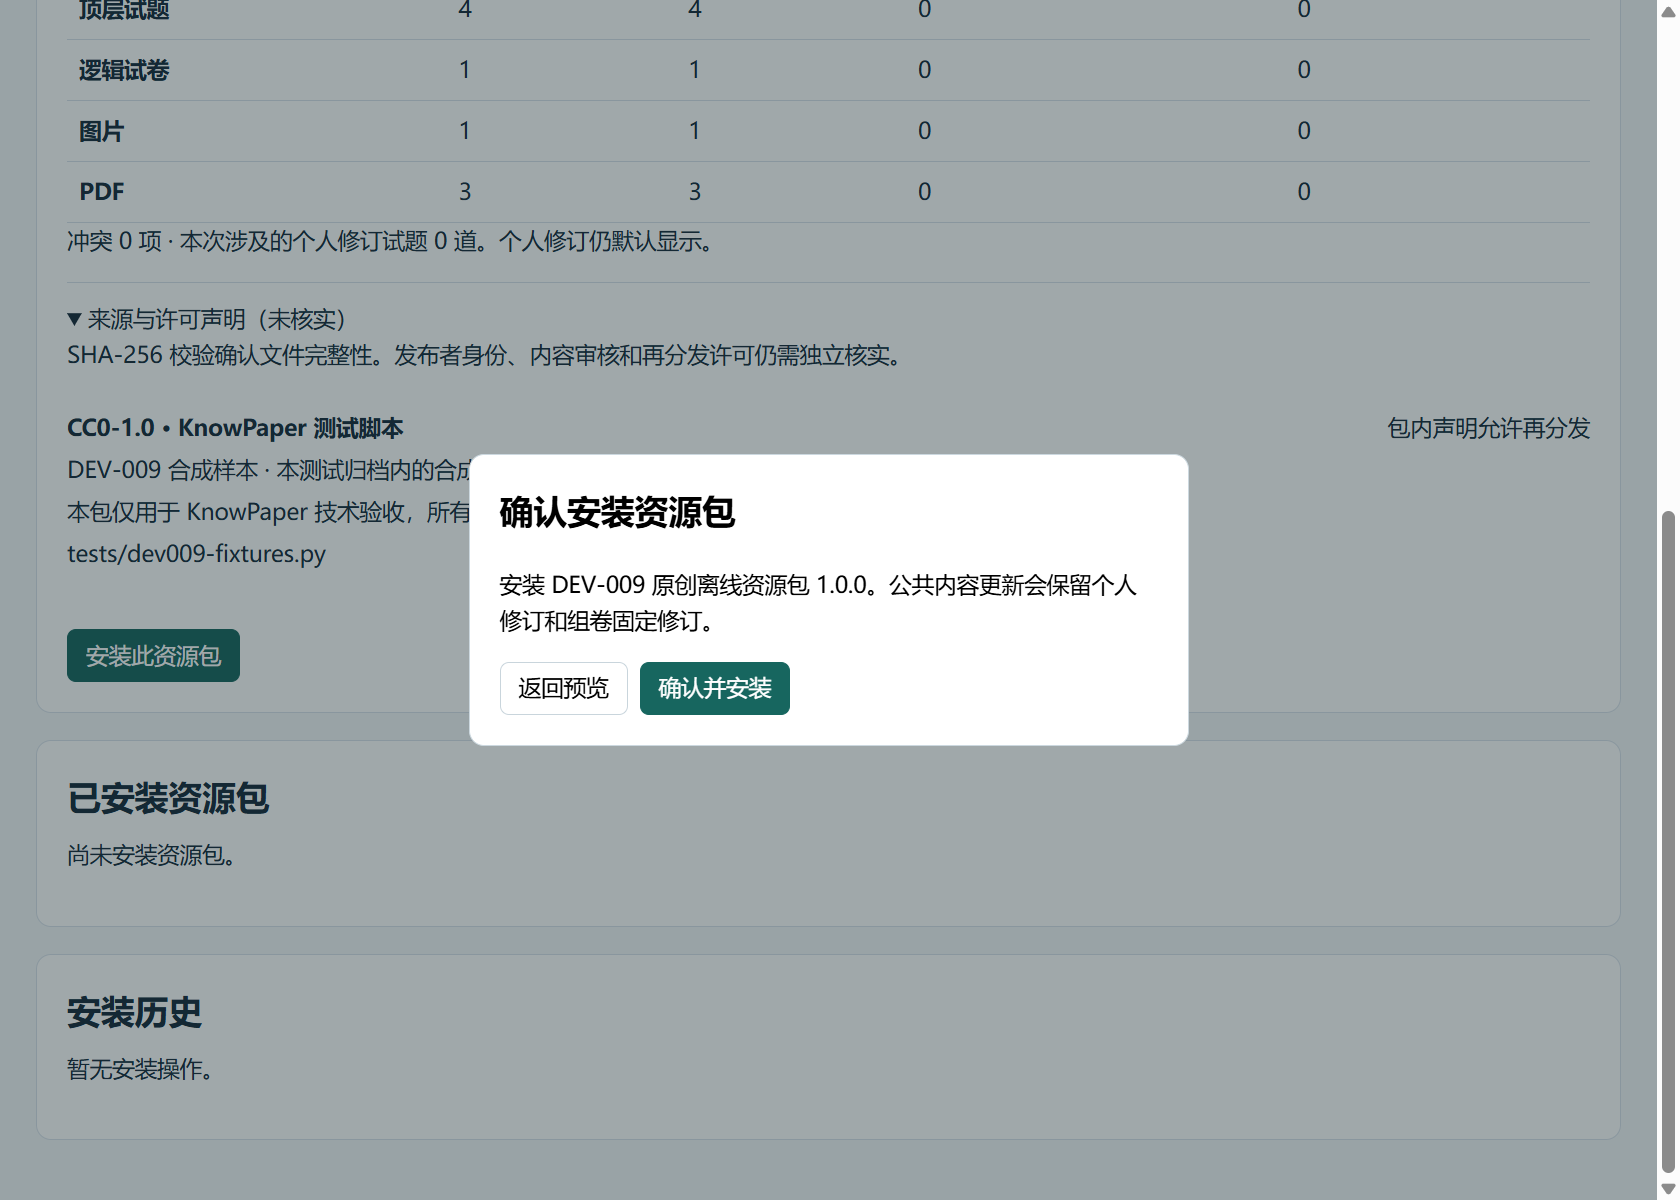 顶层试题 4 4 0 0
逻辑试卷 1 1 0 0
图片 1 1 0 0
PDF 3 3 0 0
冲突 0 项 · 本次涉及的个人修订试题 0 道。个人修订仍默认显示。
▼ 来源与许可声明（未核实）
SHA-256 校验确认文件完整性。发布者身份、内容审核和再分发许可仍需独立核实。
CC0-1.0 • KnowPaper 测试脚本 包内声明允许再分发
DEV-009 合成样本 · 本测试归档内的合成
本包仅用于 KnowPaper 技术验收，所有
tests/dev009-fixtures.py
安装此资源包
确认安装资源包
安装 DEV-009 原创离线资源包 1.0.0。公共内容更新会保留个人
修订和组卷固定修订。
返回预览 确认并安装
已安装资源包
尚未安装资源包。
安装历史
暂无安装操作。